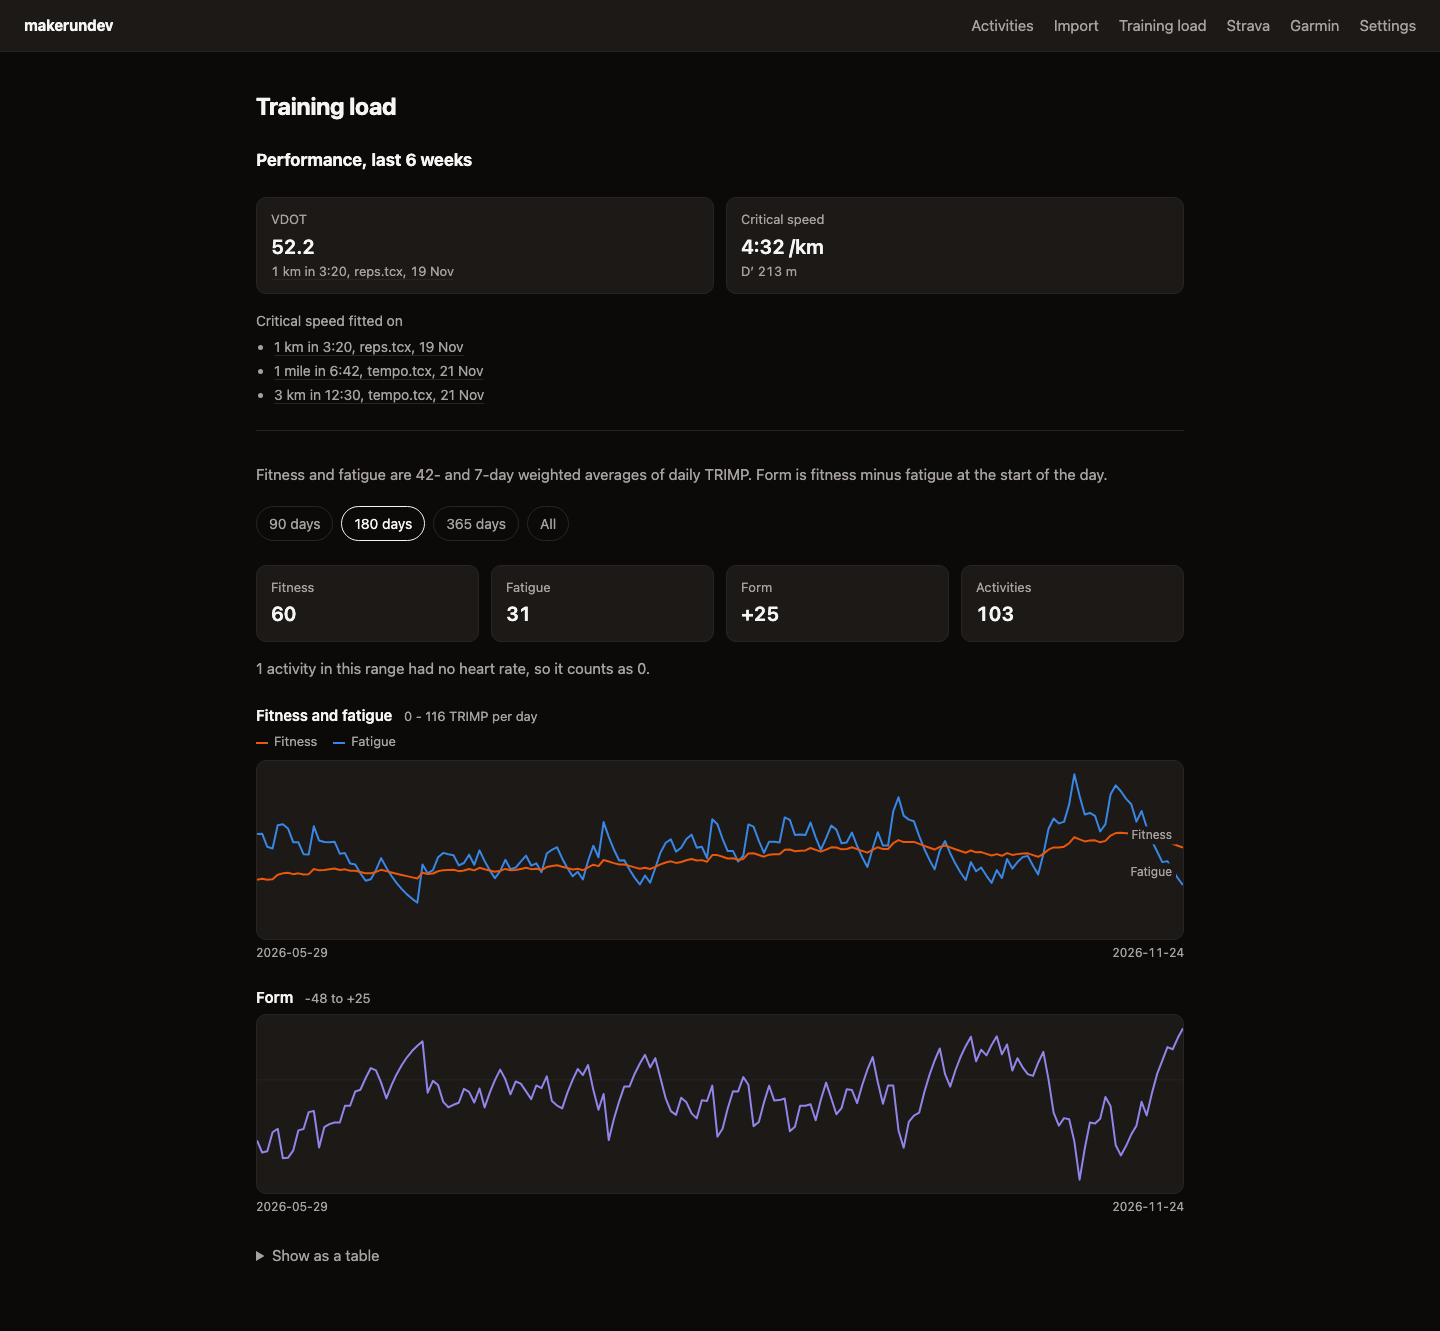 makerundev
Activities Import Training load Strava Garmin Settings
Training load
Performance, last 6 weeks
VDOT
52.2
1 km in 3:20, reps.tcx, 19 Nov
Critical speed
4:32 /km
D′ 213 m
Critical speed fitted on
• 1 km in 3:20, reps.tcx, 19 Nov
• 1 mile in 6:42, tempo.tcx, 21 Nov
• 3 km in 12:30, tempo.tcx, 21 Nov
Fitness and fatigue are 42- and 7-day weighted averages of daily TRIMP. Form is fitness minus fatigue at the start of the day.
90 days 180 days 365 days All
Fitness
60
Fatigue
31
Form
+25
Activities
103
1 activity in this range had no heart rate, so it counts as 0.
Fitness and fatigue 0 - 116 TRIMP per day
Fitness Fatigue
Fitness
Fatigue
2026-05-29 2026-11-24
Form -48 to +25
2026-05-29 2026-11-24
Show as a table